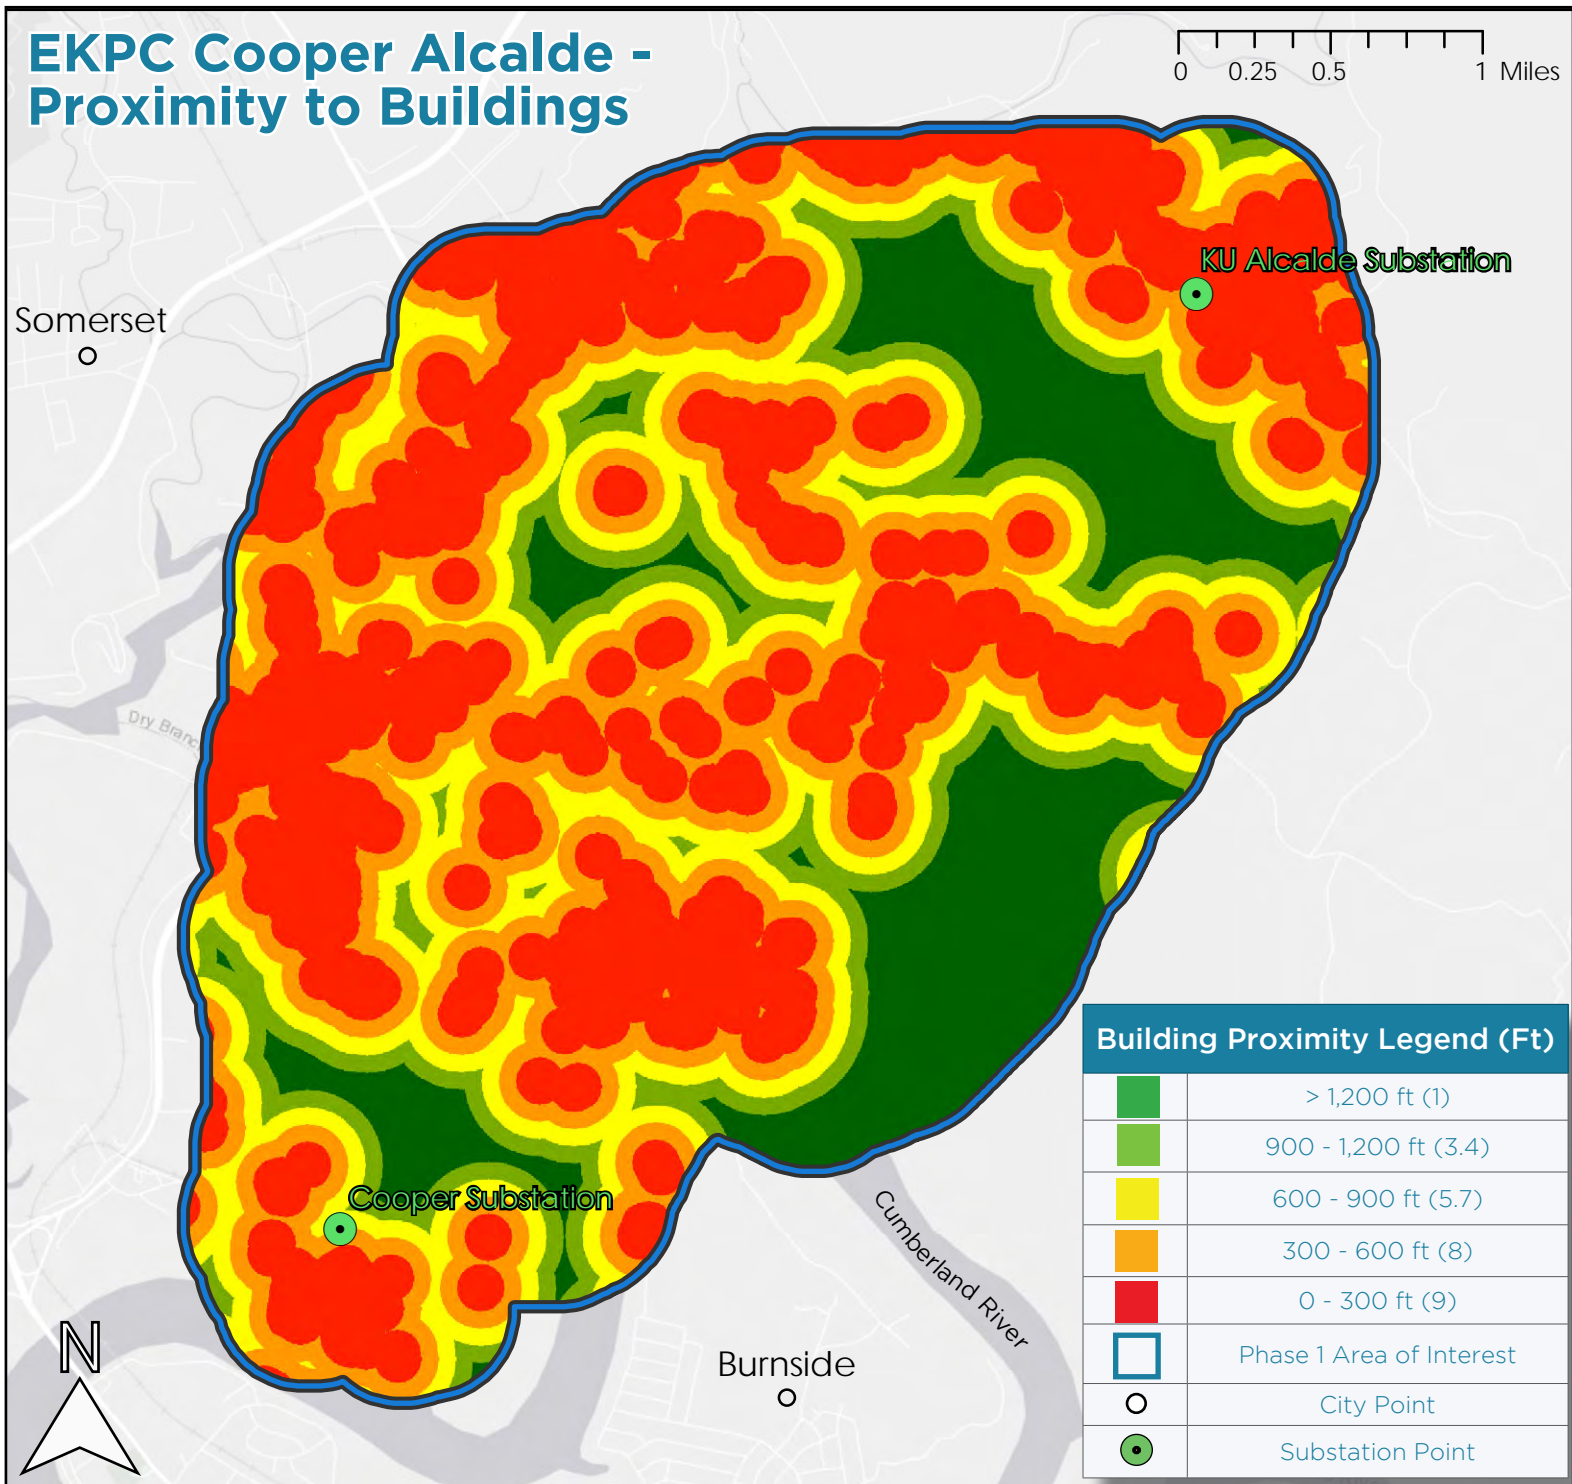 EKPC Cooper Alcalde -
Proximity to Buildings
0 0.25 0.5 1 Miles
KU Alcalde Substation
Somerset
Dry Branch
Cooper Substation
Cumberland River
Burnside
N
Building Proximity Legend (Ft)
> 1,200 ft (1)
900 - 1,200 ft (3.4)
600 - 900 ft (5.7)
300 - 600 ft (8)
0 - 300 ft (9)
Phase 1 Area of Interest
City Point
Substation Point